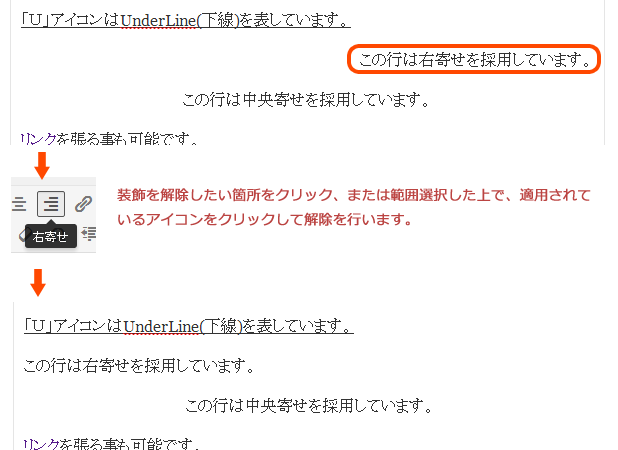 「U」アイコンはUnderLine(下線)を表しています。
この行は右寄せを採用しています。
この行は中央寄せを採用しています。
リンクを張る事も可能です。
装飾を解除したい箇所をクリック、または範囲選択した上で、適用されて
いるアイコンをクリックして解除を行います。
右寄せ
「U」アイコンはUnderLine(下線)を表しています。
この行は右寄せを採用しています。
この行は中央寄せを採用しています。
リンクを張る事も可能です。